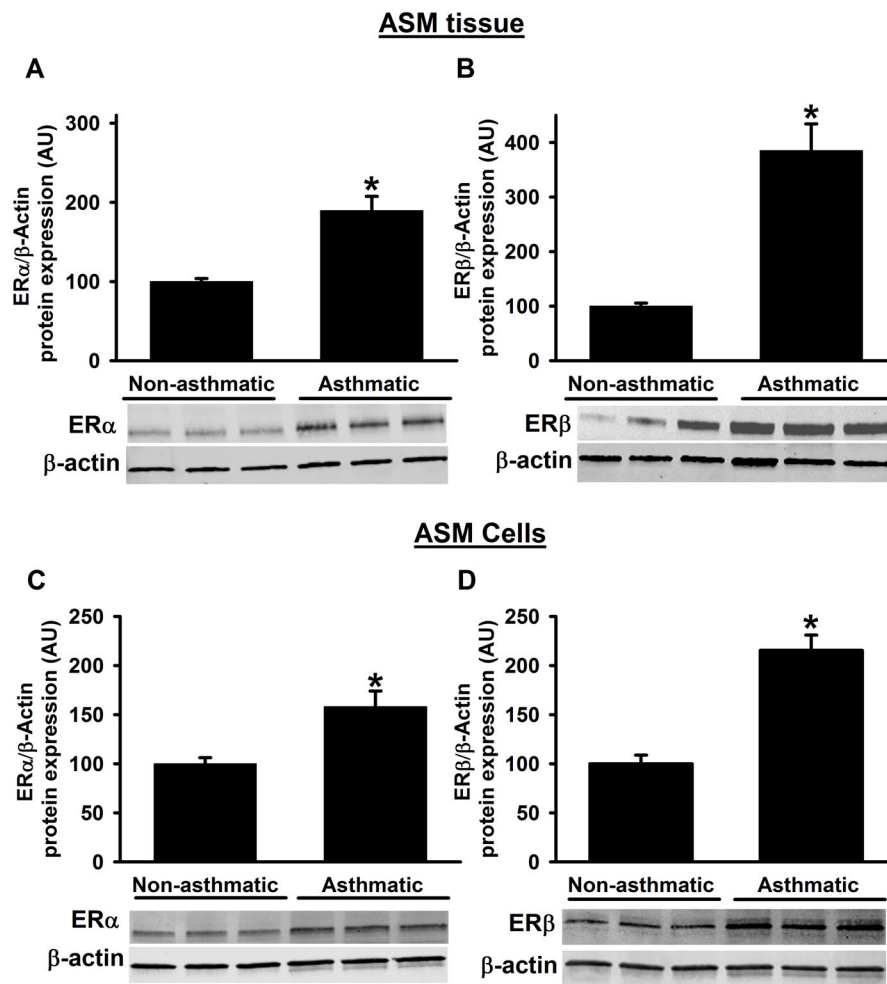 ASM tissue
A
ERα/β-Actin
protein expression (AU)
300
200
100
0
*
Non-asthmatic Asthmatic
ERα
β-actin
B
ERβ/β-Actin
protein expression (AU)
400
300
200
100
0
*
Non-asthmatic Asthmatic
ERβ
β-actin
ASM Cells
C
ERα/β-Actin
protein expression (AU)
250
200
150
100
50
0
*
Non-asthmatic Asthmatic
ERα
β-actin
D
ERβ/β-Actin
protein expression (AU)
250
200
150
100
50
0
*
Non-asthmatic Asthmatic
ERβ
β-actin